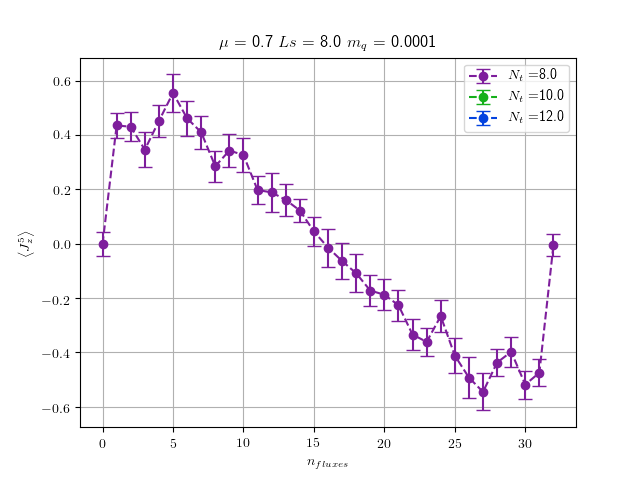 μ = 0.7 Ls = 8.0 m_q = 0.0001
N_t =8.0
N_t =10.0
N_t =12.0
⟨J_z^5⟩
0.6
0.4
0.2
0.0
−0.2
−0.4
−0.6
0 5 10 15 20 25 30
n_fluxes